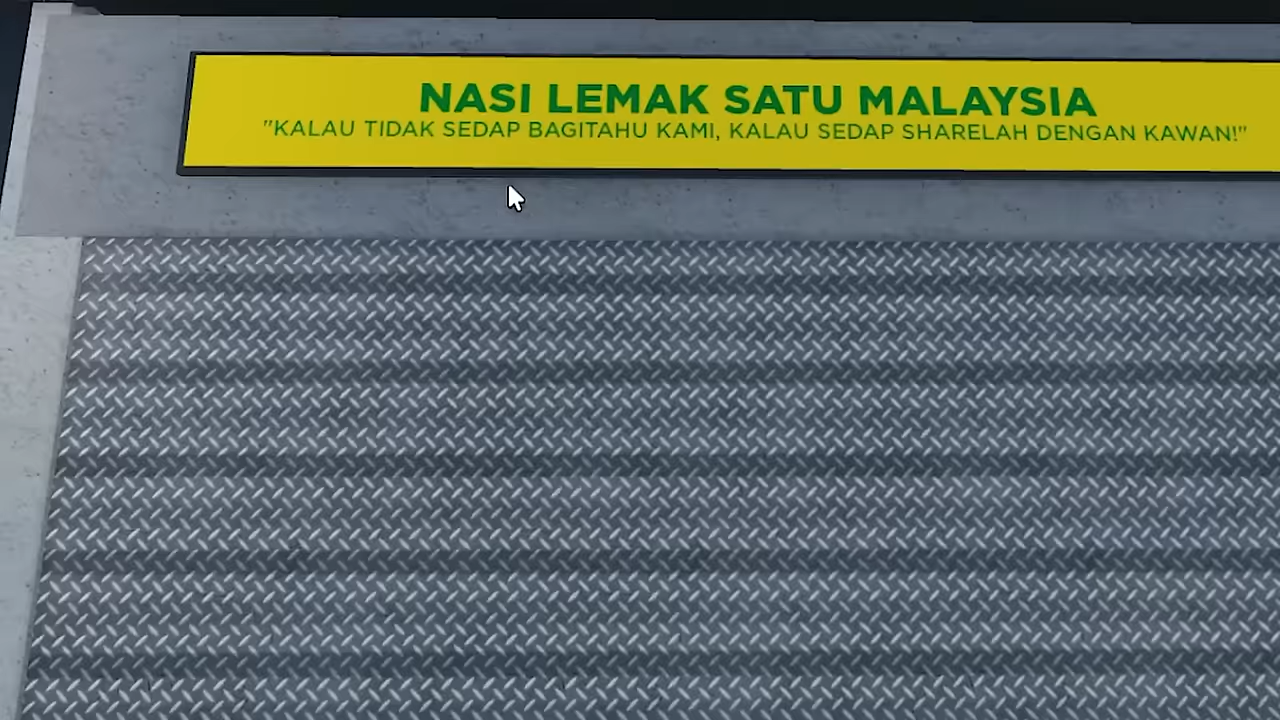 NASI LEMAK SATU MALAYSIA
"KALAU TIDAK SEDAP BAGITAHU KAMI, KALAU SEDAP SHARELAH DENGAN KAWAN!"